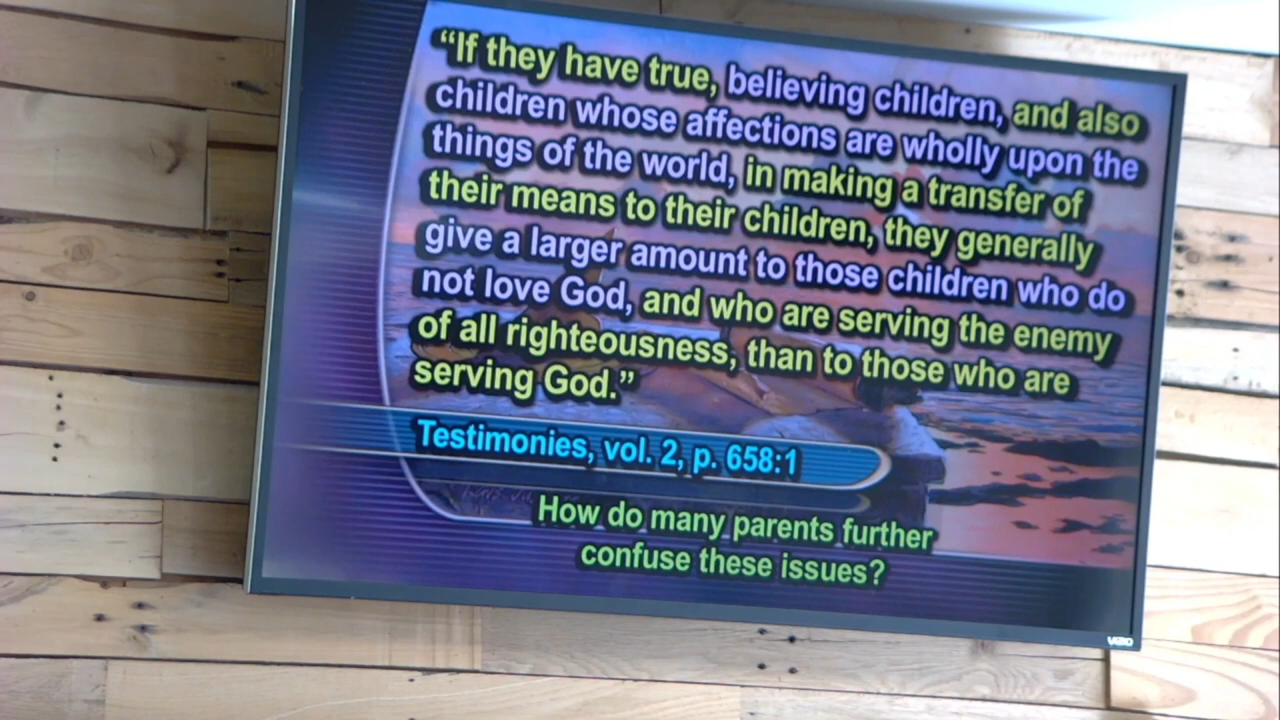 “If they have true, believing children, and also
children whose affections are wholly upon the
things of the world, in making a transfer of
their means to their children, they generally
give a larger amount to those children who do
not love God, and who are serving the enemy
of all righteousness, than to those who are
serving God.”
Testimonies, vol. 2, p. 658:1
How do many parents further
confuse these issues?
VIZIO